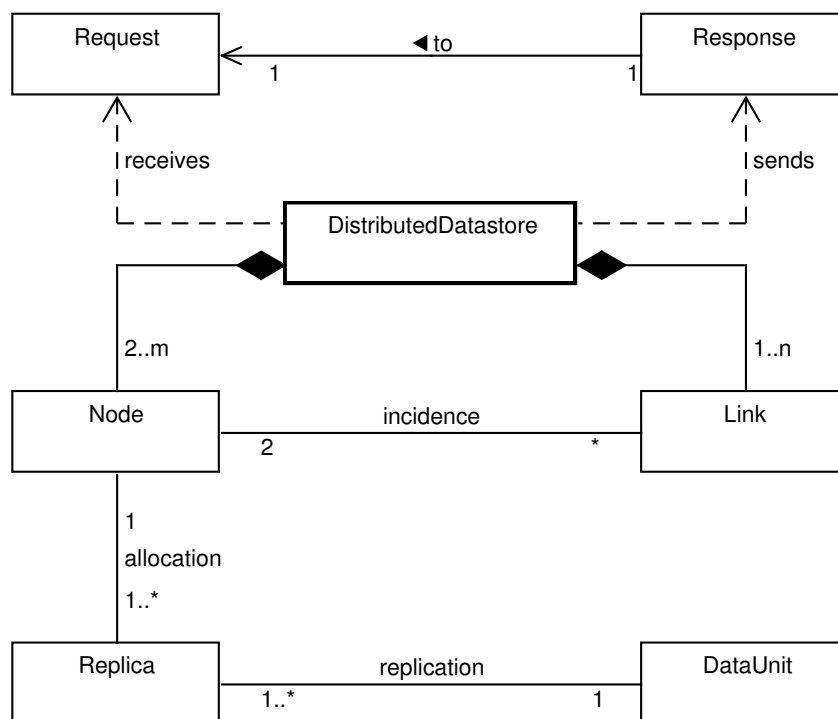 Request
Response
◄ to
1
1
receives
sends
DistributedDatastore
2..m
1..n
Node
incidence
Link
2
*
1
allocation
1..*
Replica
replication
DataUnit
1..*
1